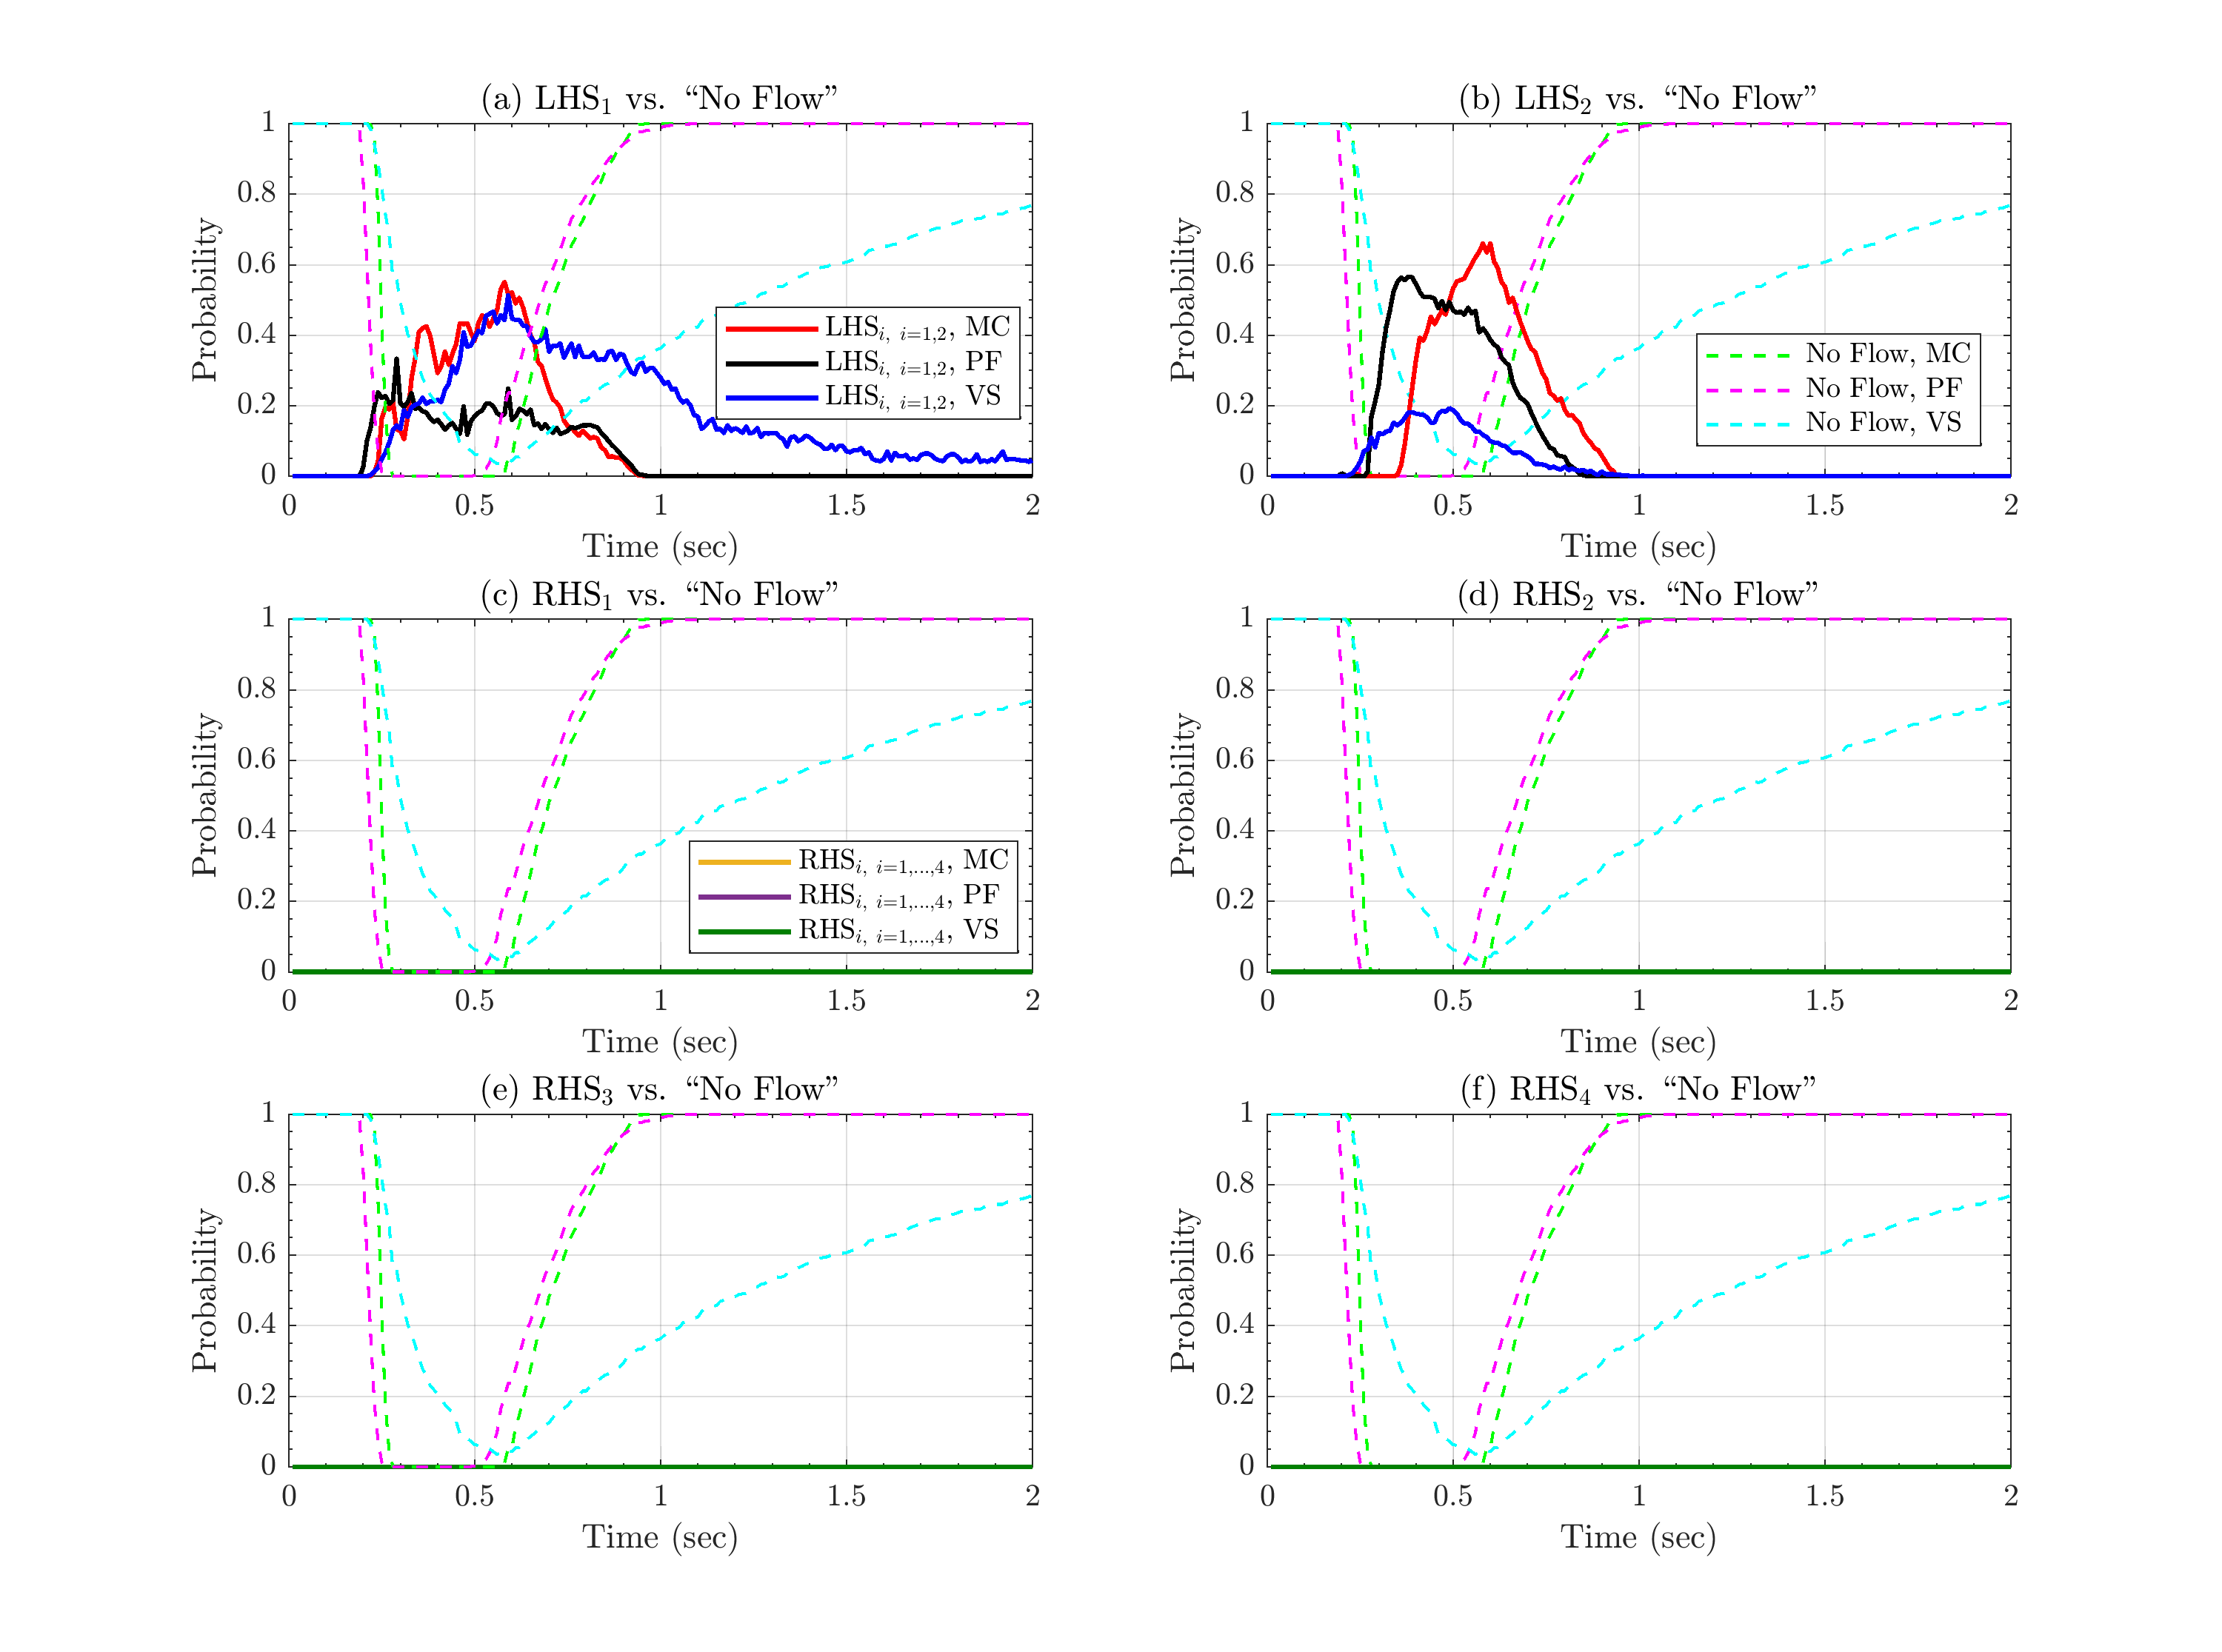 (a) LHS₁ vs. “No Flow”
1
0.8
0.6
0.4
0.2
0
0 0.5 1 1.5 2
Probability
Time (sec)
LHSᵢ, ᵢ₌₁,₂, MC
LHSᵢ, ᵢ₌₁,₂, PF
LHSᵢ, ᵢ₌₁,₂, VS
(b) LHS₂ vs. “No Flow”
1
0.8
0.6
0.4
0.2
0
0 0.5 1 1.5 2
Probability
Time (sec)
No Flow, MC
No Flow, PF
No Flow, VS
(c) RHS₁ vs. “No Flow”
1
0.8
0.6
0.4
0.2
0
0 0.5 1 1.5 2
Probability
Time (sec)
RHSᵢ, ᵢ₌₁,...,₄, MC
RHSᵢ, ᵢ₌₁,...,₄, PF
RHSᵢ, ᵢ₌₁,...,₄, VS
(d) RHS₂ vs. “No Flow”
1
0.8
0.6
0.4
0.2
0
0 0.5 1 1.5 2
Probability
Time (sec)
(e) RHS₃ vs. “No Flow”
1
0.8
0.6
0.4
0.2
0
0 0.5 1 1.5 2
Probability
Time (sec)
(f) RHS₄ vs. “No Flow”
1
0.8
0.6
0.4
0.2
0
0 0.5 1 1.5 2
Probability
Time (sec)